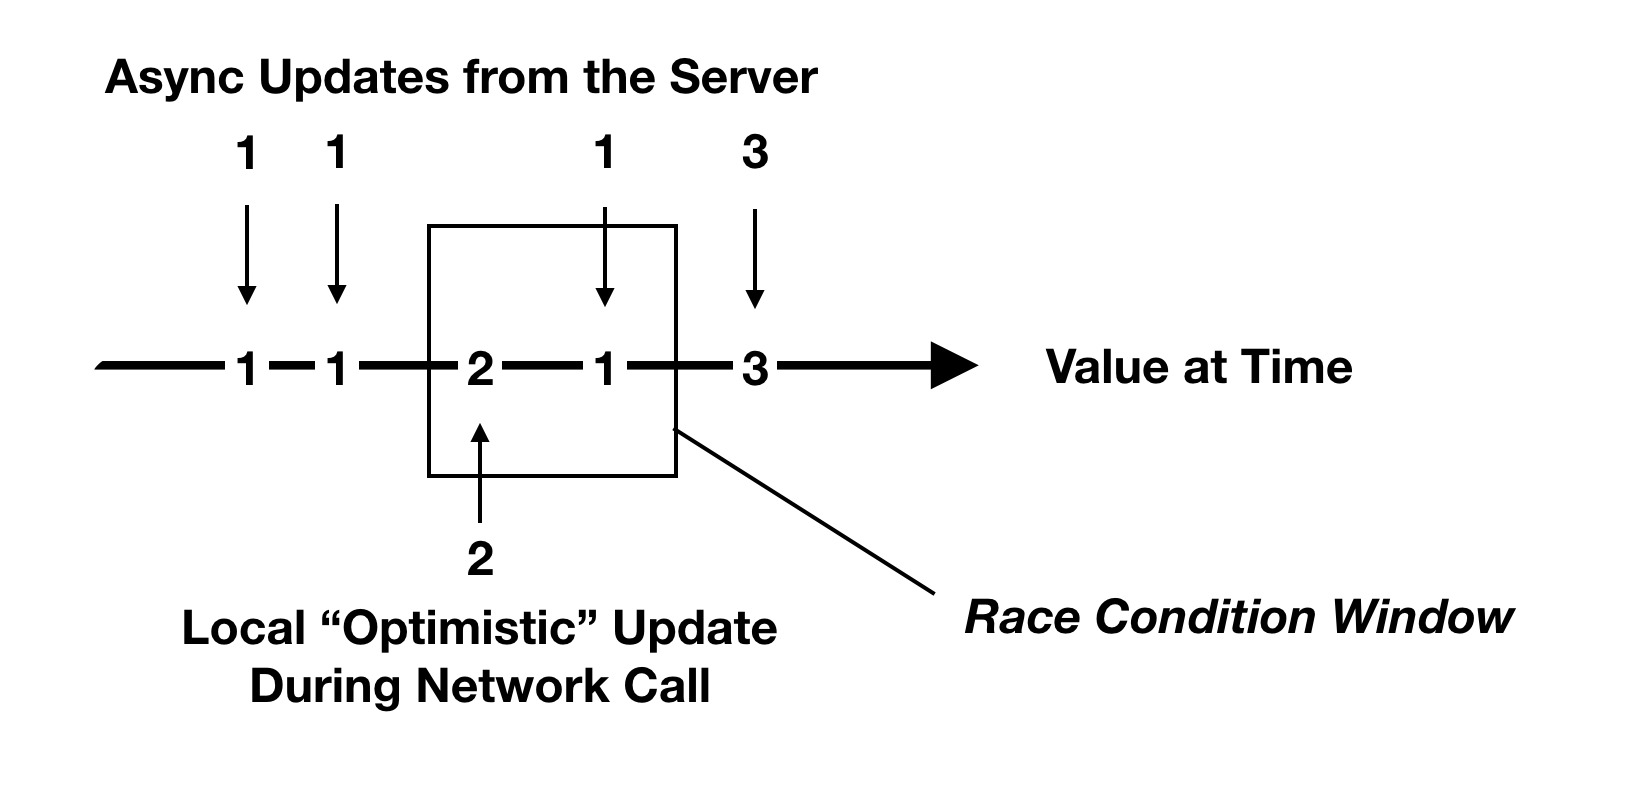 Async Updates from the Server
1 1 1 3
1 1 2 1 3 Value at Time
2
Local “Optimistic” Update
During Network Call
Race Condition Window